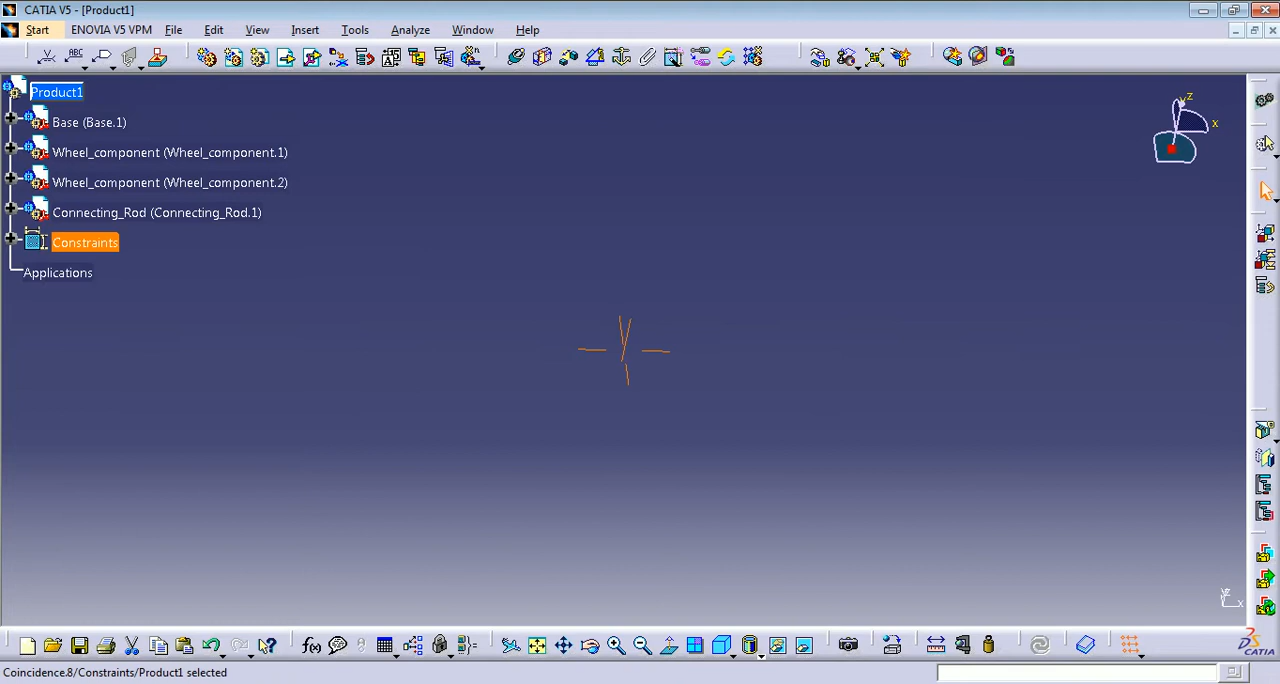 CATIA V5 - [Product1]
Start ENOVIA V5 VPM File Edit View Insert Tools Analyze Window Help
Product1
Base (Base.1)
Wheel_component (Wheel_component.1)
Wheel_component (Wheel_component.2)
Connecting_Rod (Connecting_Rod.1)
Constraints
Applications
z
x
y
x
f(x)
CATIA
Coincidence.8/Constraints/Product1 selected